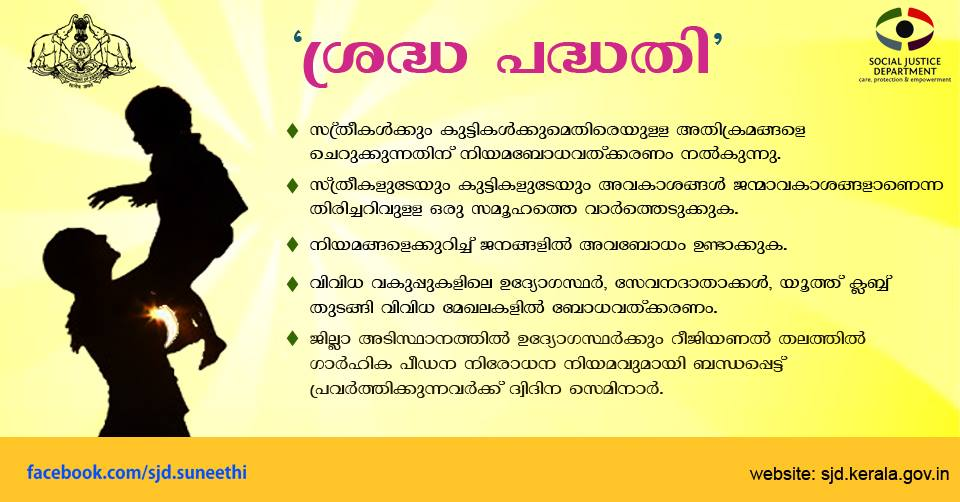 ‘ശ്രദ്ധ പദ്ധതി’
SOCIAL JUSTICE
DEPARTMENT
care, protection & empowerment
സ്ത്രീകൾക്കും കുട്ടികൾക്കുമെതിരെയുളള അതിക്രമങ്ങളെ
ചെറുക്കുന്നതിന് നിയമബോധവത്ക്കരണം നൽകുന്നു.
സ്ത്രീകളുടേയും കുട്ടികളുടേയും അവകാശങ്ങൾ ജന്മാവകാശങ്ങളാണെന്ന
തിരിച്ചറിവുളള ഒരു സമൂഹത്തെ വാർത്തെടുക്കുക.
നിയമങ്ങളെക്കുറിച്ച് ജനങ്ങളിൽ അവബോധം ഉണ്ടാക്കുക.
വിവിധ വകുപ്പുകളിലെ ഉദ്യോഗസ്ഥർ, സേവനദാതാക്കൾ, യൂത്ത് ക്ലബ്ബ്
തുടങ്ങി വിവിധ മേഖലകളിൽ ബോധവത്ക്കരണം.
ജില്ലാ അടിസ്ഥാനത്തിൽ ഉദ്യോഗസ്ഥർക്കും റീജിയണൽ തലത്തിൽ
ഗാർഹിക പീഡന നിരോധന നിയമവുമായി ബന്ധപ്പെട്ട്
പ്രവർത്തിക്കുന്നവർക്ക് ദ്വിദിന സെമിനാർ.
facebook.com/sjd.suneethi
website: sjd.kerala.gov.in